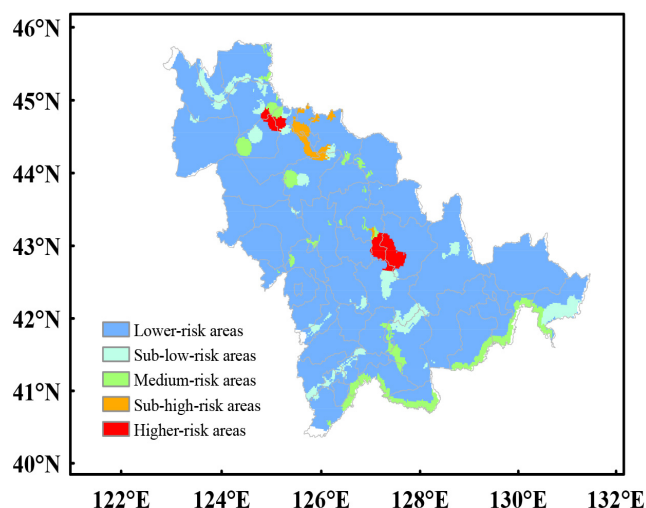 46°N
45°N
44°N
43°N
42°N
41°N
40°N
Lower-risk areas
Sub-low-risk areas
Medium-risk areas
Sub-high-risk areas
Higher-risk areas
122°E 124°E 126°E 128°E 130°E 132°E